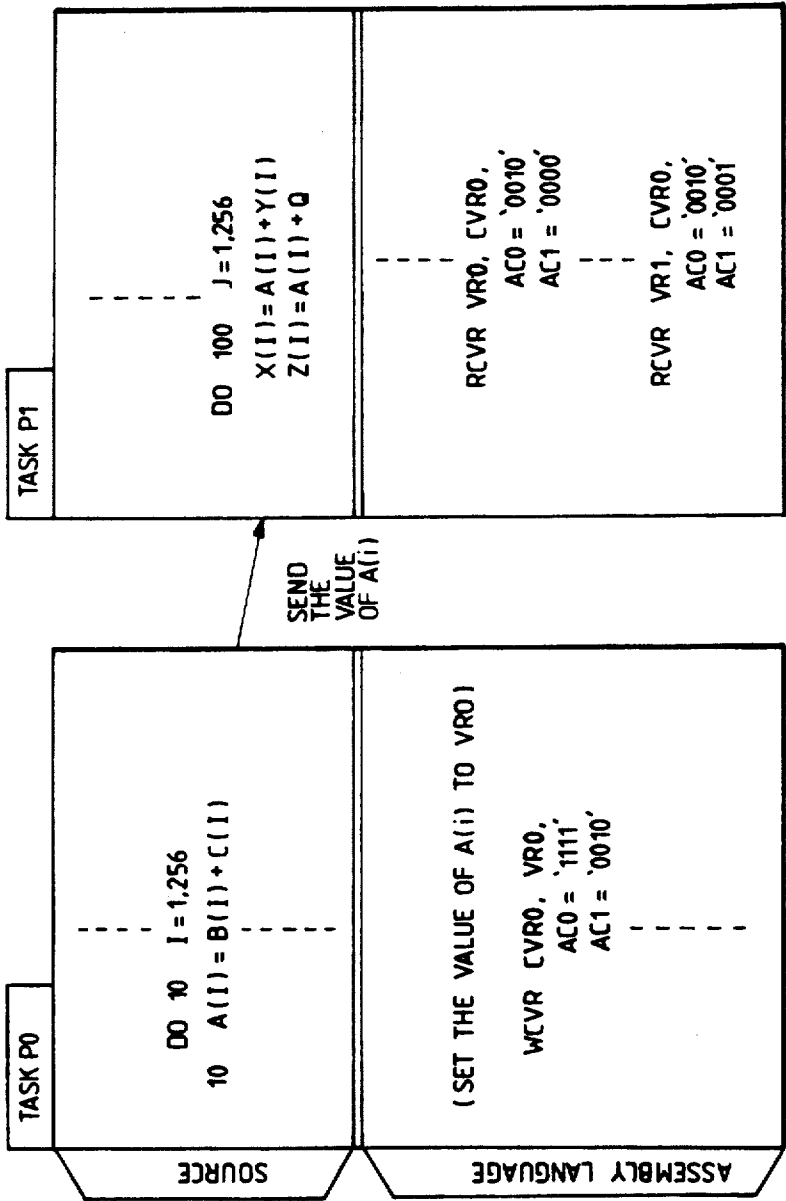 TASK P0
SOURCE
DO 10 I=1,256
10 A(I)=B(I)+C(I)
ASSEMBLY LANGUAGE
(SET THE VALUE OF A(i) TO VR0)
WCVR CVR0, VR0,
AC0 = '1111'
AC1 = '0010'
SEND
THE
VALUE
OF A(i)
TASK P1
DO 100 J=1,256
X(I)=A(I)+Y(I)
Z(I)=A(I)+Q
RCVR VR0, CVR0,
AC0 = '0010'
AC1 = '0000'
RCVR VR1, CVR0,
AC0 = '0010'
AC1 = '0001'